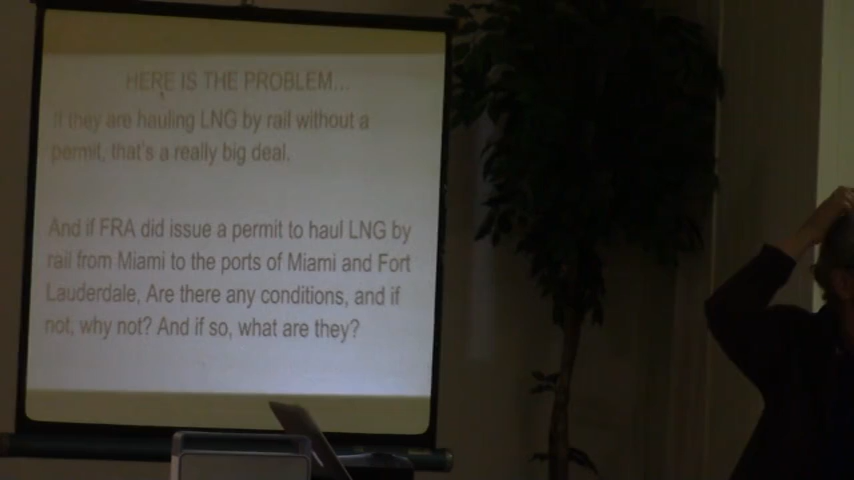 HERE IS THE PROBLEM...
If they are hauling LNG by rail without a
permit, that's a really big deal.
And if FRA did issue a permit to haul LNG by
rail from Miami to the ports of Miami and Fort
Lauderdale, Are there any conditions, and if
not, why not? And if so, what are they?